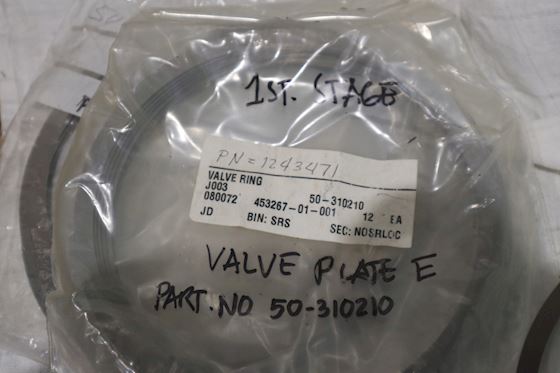 1ST. STAGE
PN = 1243471
VALVE RING 50-310210
J003
080072 453267-01-001 12 EA
JD BIN: SRS SEC: NOSRLOC
VALVE PLATE E
PART.NO 50-310210